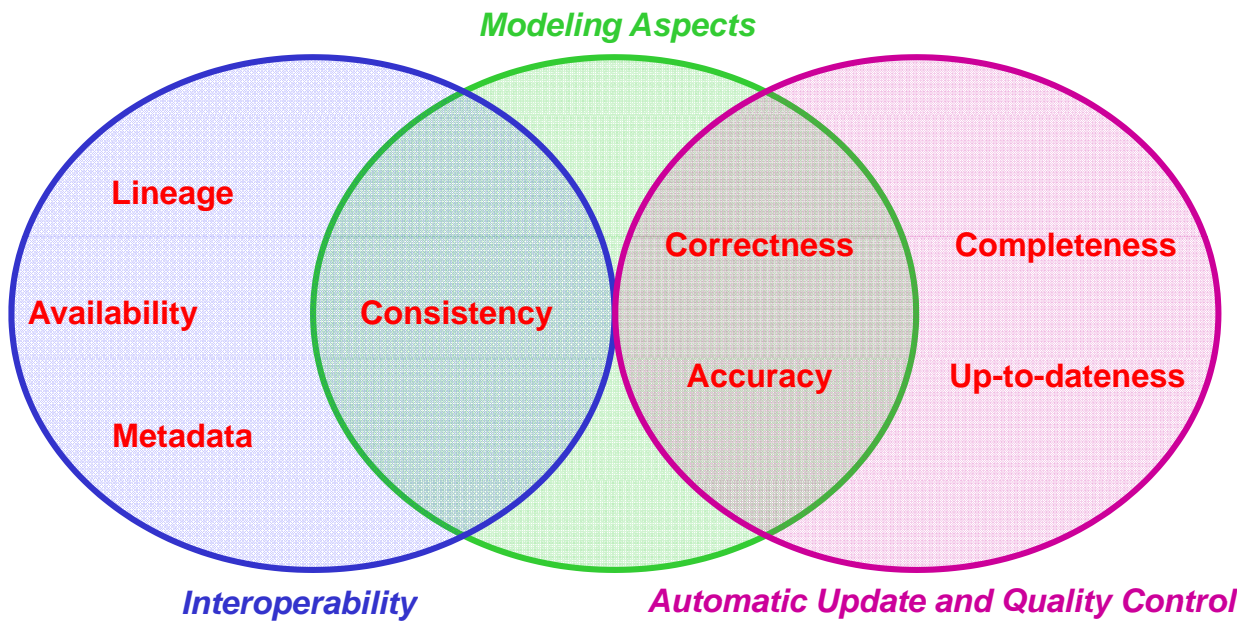 Modeling Aspects
Lineage
Correctness
Completeness
Availability
Consistency
Accuracy
Up-to-dateness
Metadata
Interoperability
Automatic Update and Quality Control